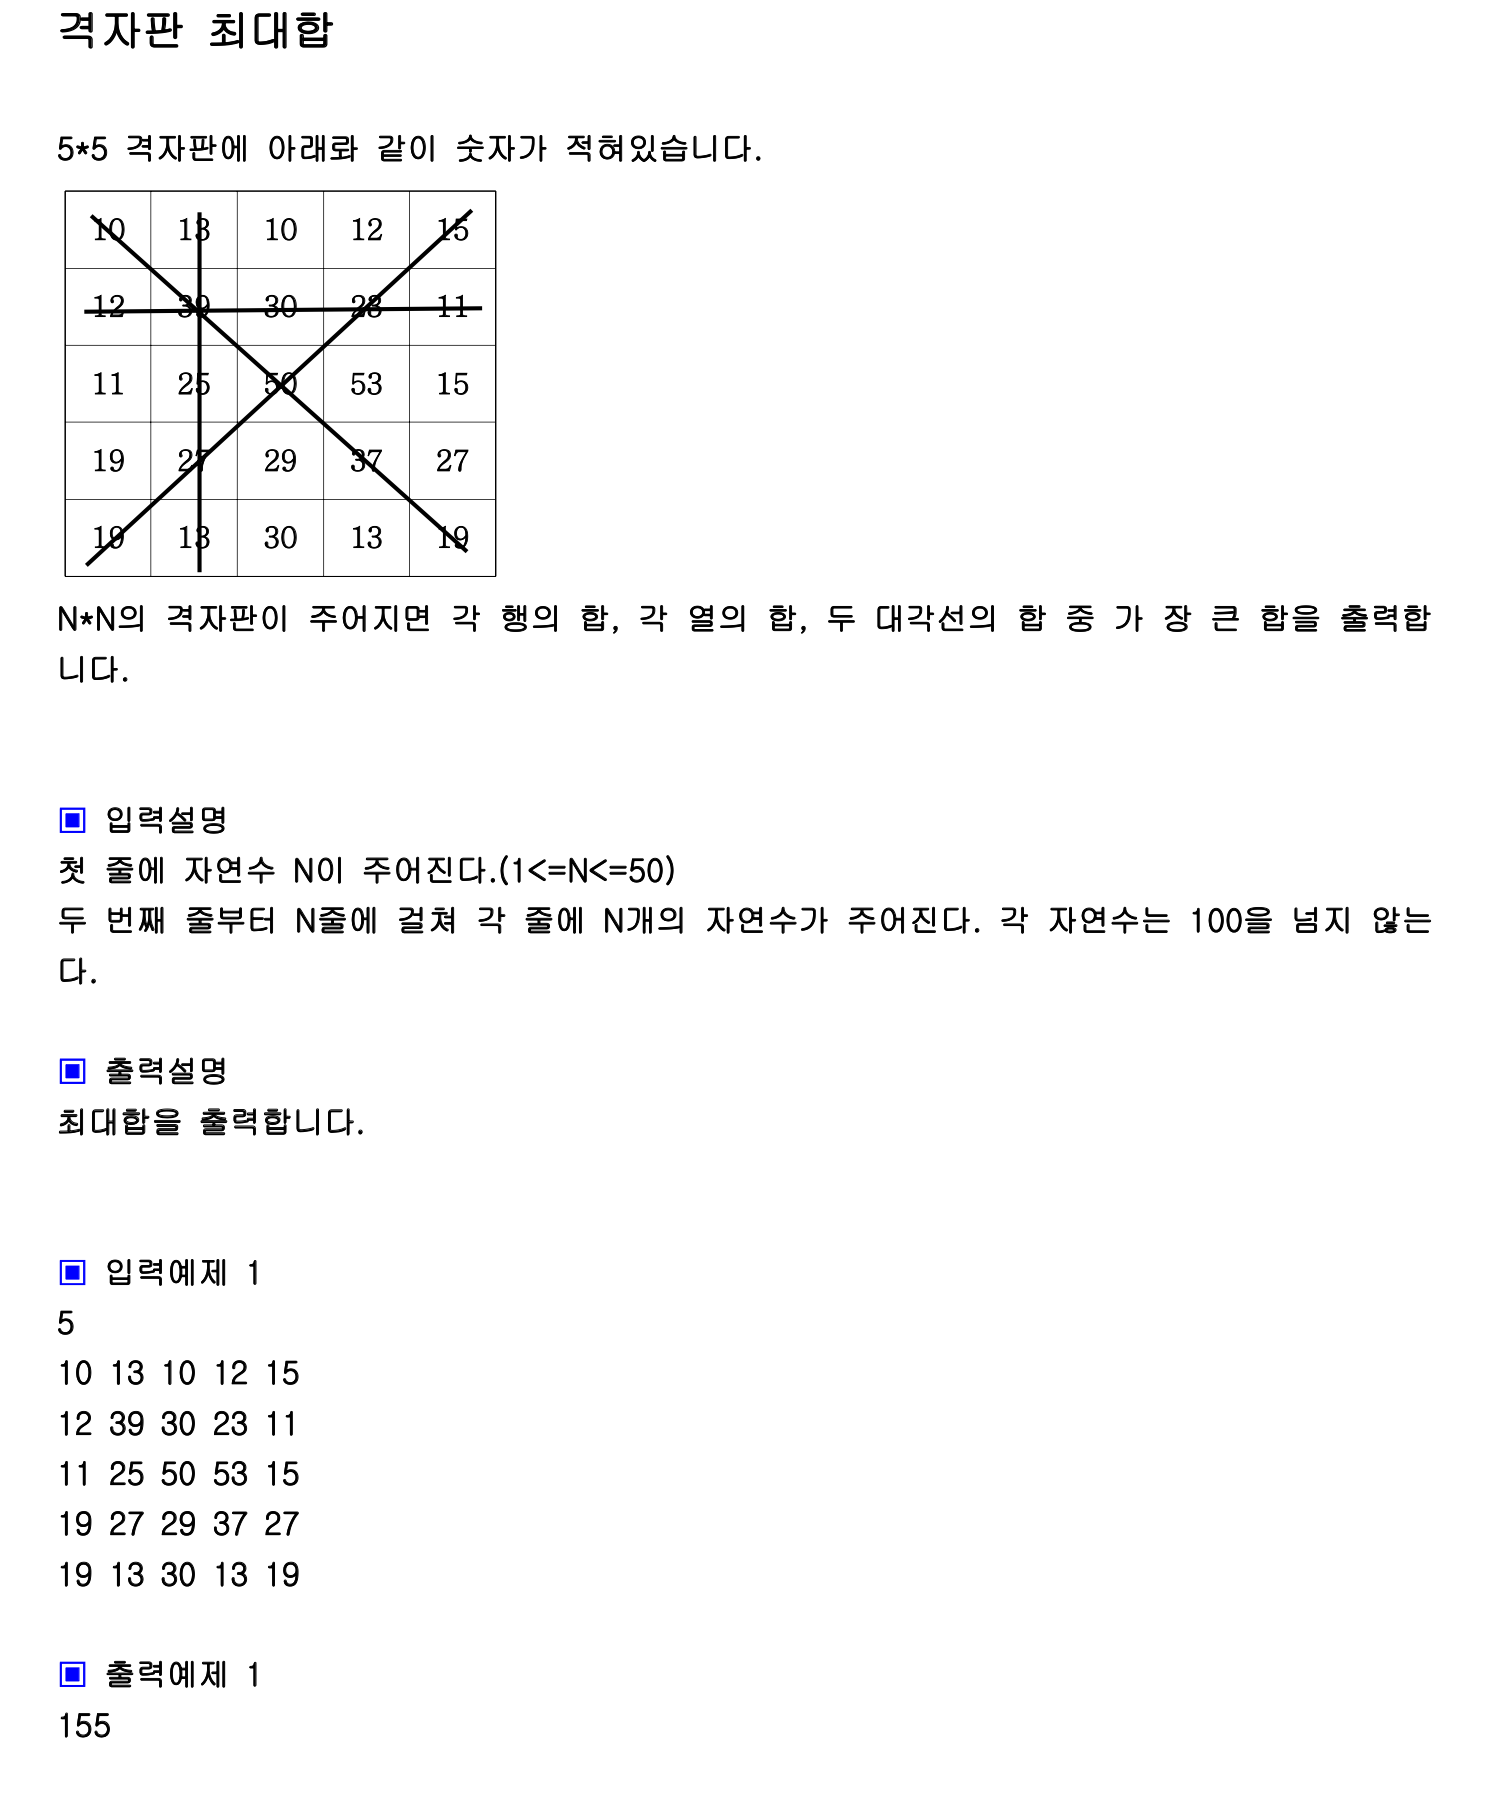 격자판 최대합
5*5 격자판에 아래롸 같이 숫자가 적혀있습니다.
10 13 10 12 15
12 39 30 23 11
11 25 50 53 15
19 27 29 37 27
19 13 30 13 19
N*N의 격자판이 주어지면 각 행의 합, 각 열의 합, 두 대각선의 합 중 가 장 큰 합을 출력합
니다.
▣ 입력설명
첫 줄에 자연수 N이 주어진다.(1<=N<=50)
두 번째 줄부터 N줄에 걸쳐 각 줄에 N개의 자연수가 주어진다. 각 자연수는 100을 넘지 않는
다.
▣ 출력설명
최대합을 출력합니다.
▣ 입력예제 1
5
10 13 10 12 15
12 39 30 23 11
11 25 50 53 15
19 27 29 37 27
19 13 30 13 19
▣ 출력예제 1
155